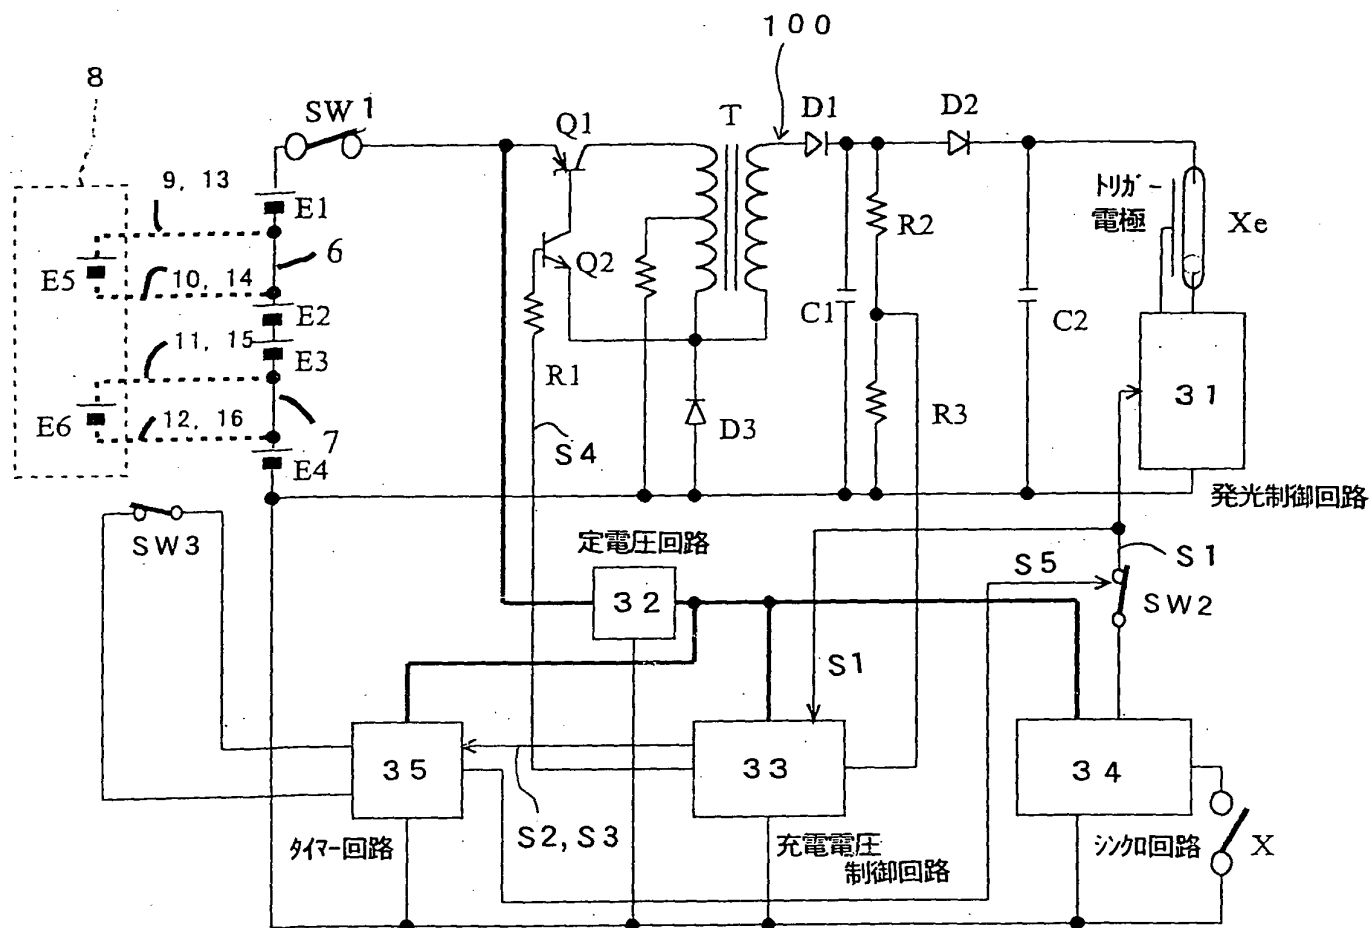 100
8
SW1
Q1
T
D1
D2
9, 13
E1
トリガー
電極
Xe
6
R2
E5
10, 14
Q2
E2
C1
C2
11, 15
E3
R1
31
E6
12, 16
7
D3
R3
E4
S4
発光制御回路
SW3
定電圧回路
S1
S5
32
SW2
S1
35
33
34
S2, S3
タイマー回路
充電電圧
制御回路
シンクロ回路
X